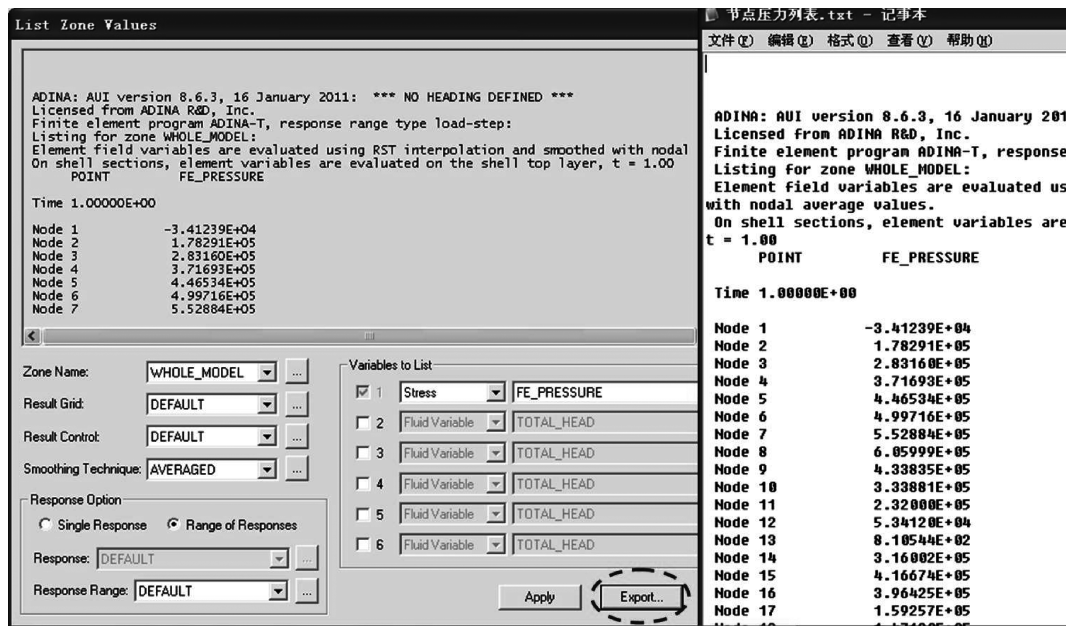 List Zone Values
ADINA: AUI version 8.6.3, 16 January 2011: *** NO HEADING DEFINED ***
Licensed from ADINA R&D, Inc.
Finite element program ADINA-T, response range type load-step:
Listing for zone WHOLE_MODEL:
Element field variables are evaluated using RST interpolation and smoothed with nodal
On shell sections, element variables are evaluated on the shell top layer, t = 1.00
POINT FE_PRESSURE
Time 1.00000E+00
Node 1 -3.41239E+04
Node 2 1.78291E+05
Node 3 2.83160E+05
Node 4 3.71693E+05
Node 5 4.46534E+05
Node 6 4.99716E+05
Node 7 5.52884E+05
Zone Name: WHOLE_MODEL ...
Result Grid: DEFAULT ...
Result Control: DEFAULT ...
Smoothing Technique: AVERAGED ...
Response Option
Single Response Range of Responses
Response: DEFAULT ...
Response Range: DEFAULT ...
Variables to List
1 Stress FE_PRESSURE
2 Fluid Variable TOTAL_HEAD
3 Fluid Variable TOTAL_HEAD
4 Fluid Variable TOTAL_HEAD
5 Fluid Variable TOTAL_HEAD
6 Fluid Variable TOTAL_HEAD
Apply Export...
节点压力列表.txt - 记事本
文件(F) 编辑(E) 格式(O) 查看(V) 帮助(H)
ADINA: AUI version 8.6.3, 16 January 201
Licensed from ADINA R&D, Inc.
Finite element program ADINA-T, response
Listing for zone WHOLE_MODEL:
Element field variables are evaluated us
with nodal average values.
On shell sections, element variables are
t = 1.00
POINT FE_PRESSURE
Time 1.00000E+00
Node 1 -3.41239E+04
Node 2 1.78291E+05
Node 3 2.83160E+05
Node 4 3.71693E+05
Node 5 4.46534E+05
Node 6 4.99716E+05
Node 7 5.52884E+05
Node 8 6.05999E+05
Node 9 4.33835E+05
Node 10 3.33881E+05
Node 11 2.32000E+05
Node 12 5.34120E+04
Node 13 8.10544E+02
Node 14 3.16002E+05
Node 15 4.16674E+05
Node 16 3.96425E+05
Node 17 1.59257E+05